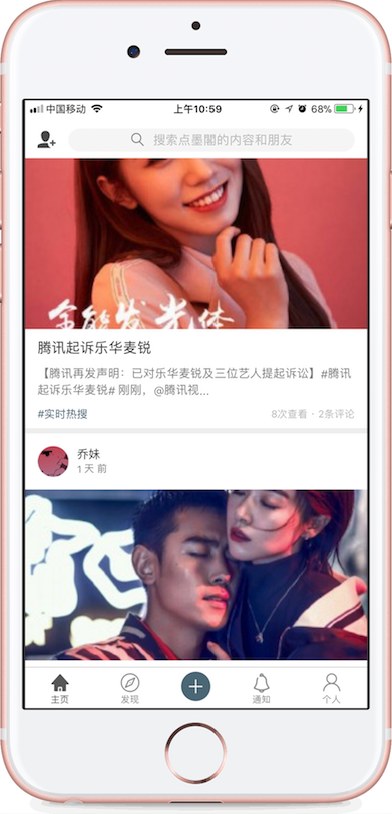 中国移动 上午10:59 68%
搜索点墨閣的内容和朋友
全能发光体
腾讯起诉乐华麦锐
【腾讯再发声明：已对乐华麦锐及三位艺人提起诉讼】#腾讯
起诉乐华麦锐# 刚刚，@腾讯视...
#实时热搜 8次查看 · 2条评论
乔妹
1 天 前
主页 发现 通知 个人